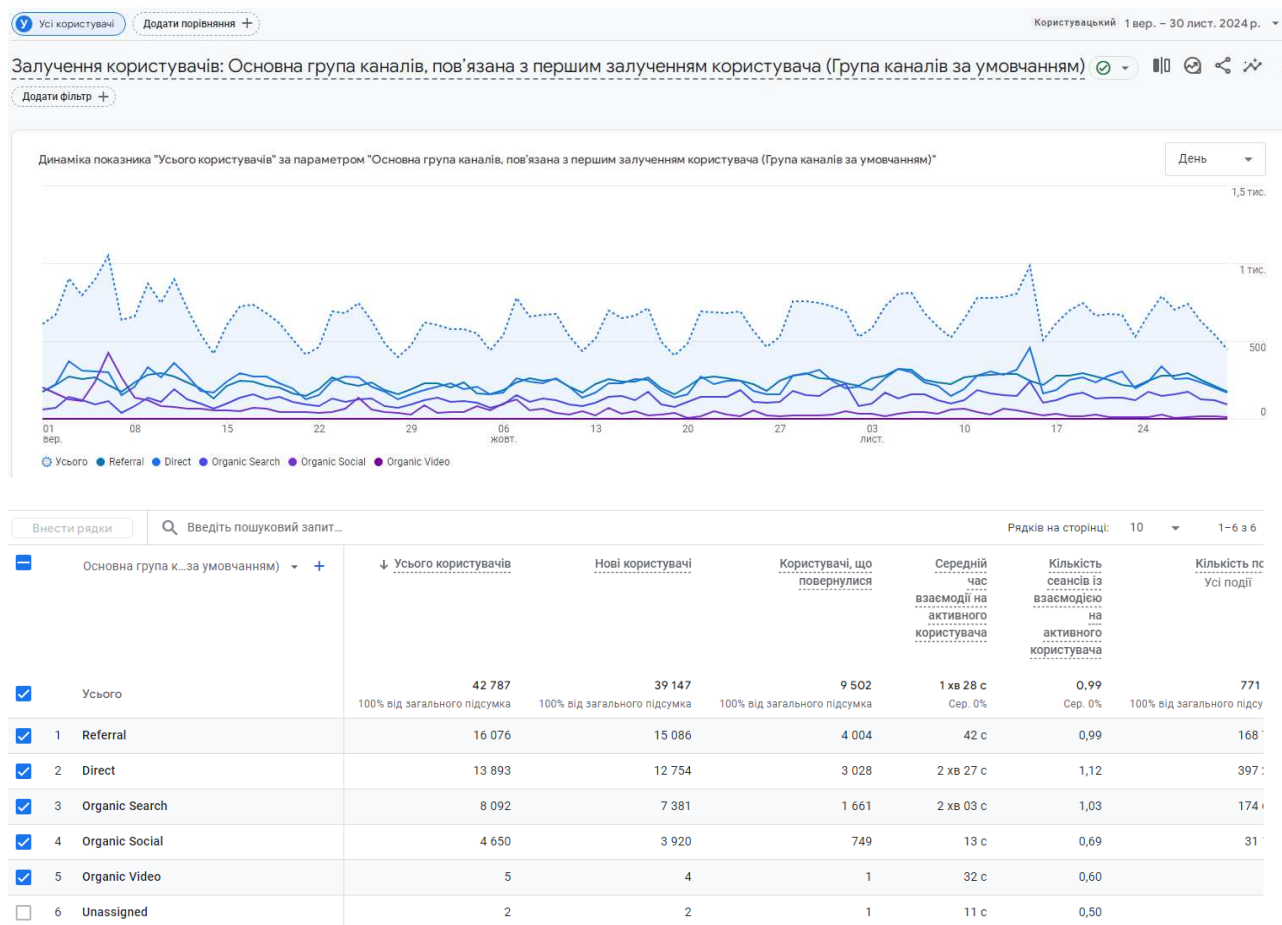 У Усі користувачі Додати порівняння + Користувацький 1 вер. – 30 лист. 2024 р.
Залучення користувачів: Основна група каналів, пов’язана з першим залученням користувача (Група каналів за умовчанням)
Додати фільтр +
Динаміка показника "Усього користувачів" за параметром "Основна група каналів, пов’язана з першим залученням користувача (Група каналів за умовчанням)"
День
1,5 тис.
1 тис.
500
0
01 08 15 22 29 06 13 20 27 03 10 17 24
вер. жовт. лист.
Усього Referral Direct Organic Search Organic Social Organic Video
Внести рядки Введіть пошуковий запит... Рядків на сторінці: 10 1–6 з 6
Основна група к...за умовчанням) + ↓ Усього користувачів Нові користувачі Користувачі, що Середній Кількість Кількість по
повернулися час сеансів із Усі події
взаємодії на взаємодією
активного на
користувача активного
користувача
Усього 42 787 39 147 9 502 1 хв 28 с 0,99 771
100% від загального підсумка 100% від загального підсумка 100% від загального підсумка Сер. 0% Сер. 0% 100% від загального підсу
1 Referral 16 076 15 086 4 004 42 с 0,99 168
2 Direct 13 893 12 754 3 028 2 хв 27 с 1,12 397
3 Organic Search 8 092 7 381 1 661 2 хв 03 с 1,03 174
4 Organic Social 4 650 3 920 749 13 с 0,69 31
5 Organic Video 5 4 1 32 с 0,60
6 Unassigned 2 2 1 11 с 0,50